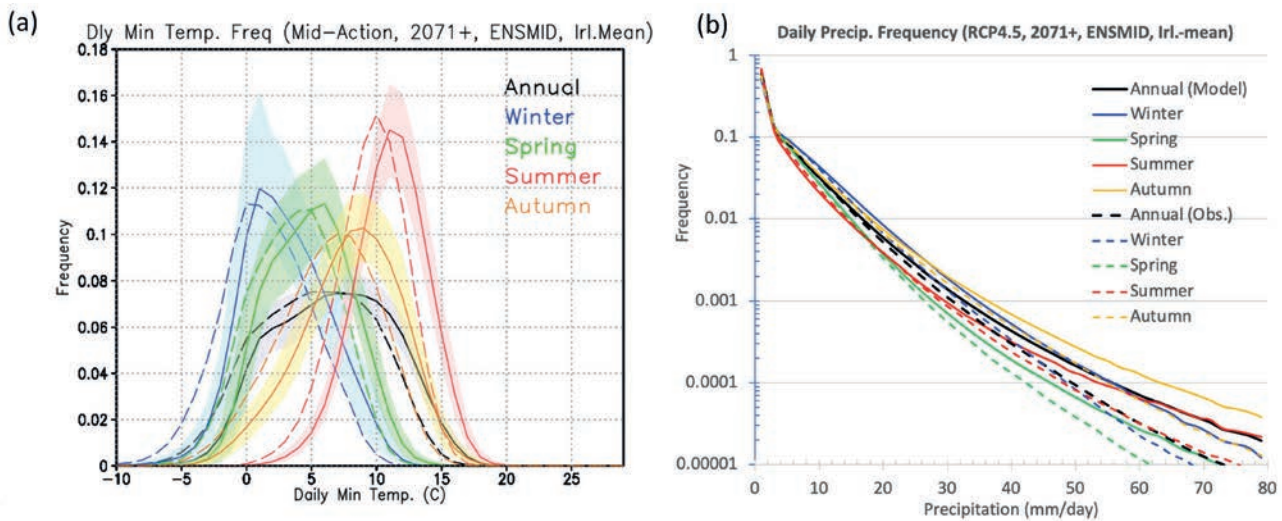 (a)
Dly Min Temp. Freq (Mid-Action, 2071+, ENSMID, Irl.Mean)
0.18
0.16
0.14
0.12
0.1
0.08
0.06
0.04
0.02
0
Frequency
Annual
Winter
Spring
Summer
Autumn
-10
-5
0
5
10
15
20
25
Daily Min Temp. (C)
(b)
Daily Precip. Frequency (RCP4.5, 2071+, ENSMID, Irl.-mean)
1
0.1
0.01
0.001
0.0001
0.00001
Frequency
Annual (Model)
Winter
Spring
Summer
Autumn
Annual (Obs.)
Winter
Spring
Summer
Autumn
0
10
20
30
40
50
60
70
80
Precipitation (mm/day)